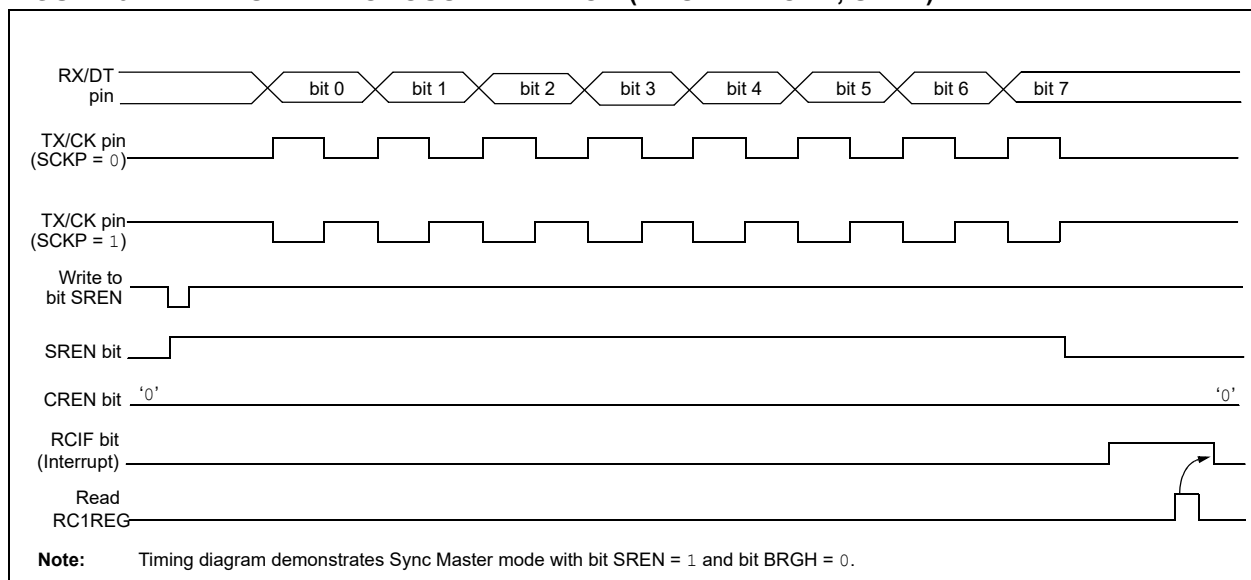 RX/DT
pin
bit 0 bit 1 bit 2 bit 3 bit 4 bit 5 bit 6 bit 7
TX/CK pin
(SCKP = 0)
TX/CK pin
(SCKP = 1)
Write to
bit SREN
SREN bit
CREN bit ‘0’ ‘0’
RCIF bit
(Interrupt)
Read
RC1REG
Note: Timing diagram demonstrates Sync Master mode with bit SREN = 1 and bit BRGH = 0.